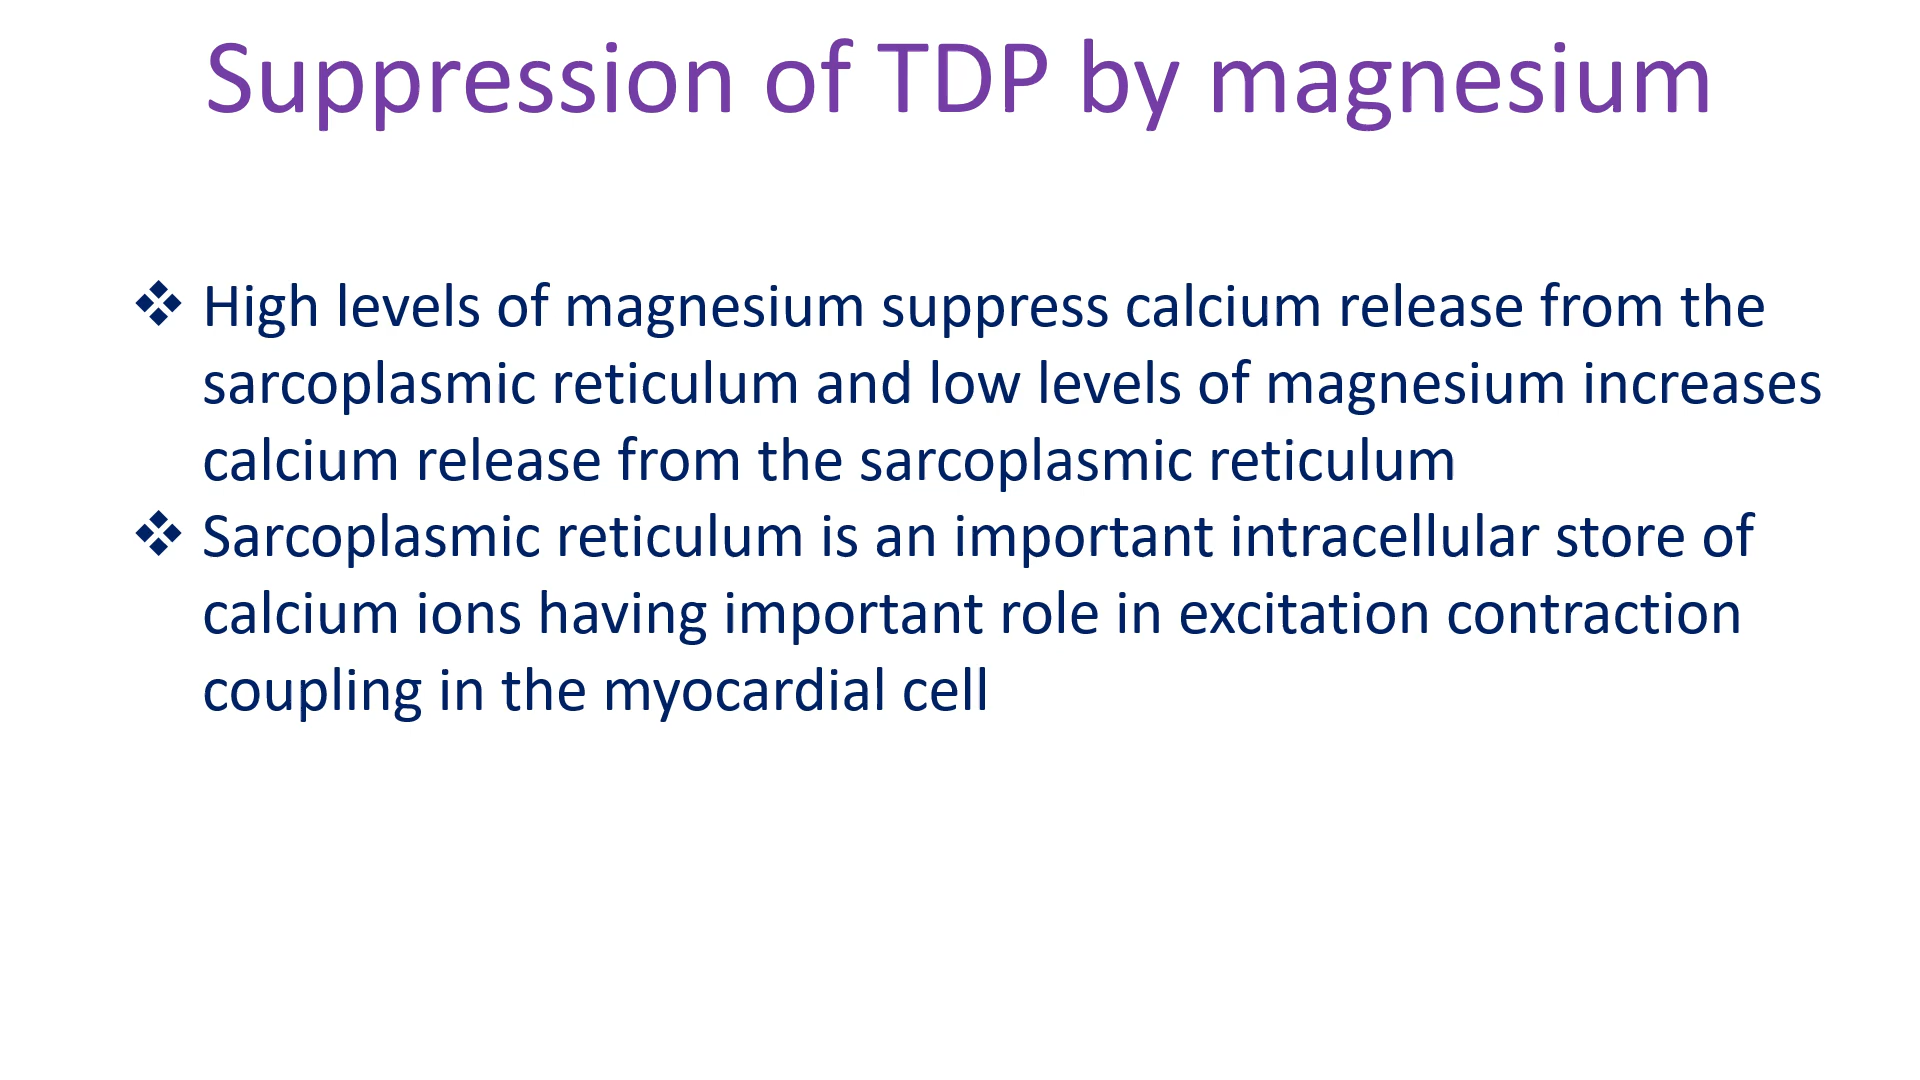 Suppression of TDP by magnesium
❖ High levels of magnesium suppress calcium release from the
sarcoplasmic reticulum and low levels of magnesium increases
calcium release from the sarcoplasmic reticulum
❖ Sarcoplasmic reticulum is an important intracellular store of
calcium ions having important role in excitation contraction
coupling in the myocardial cell